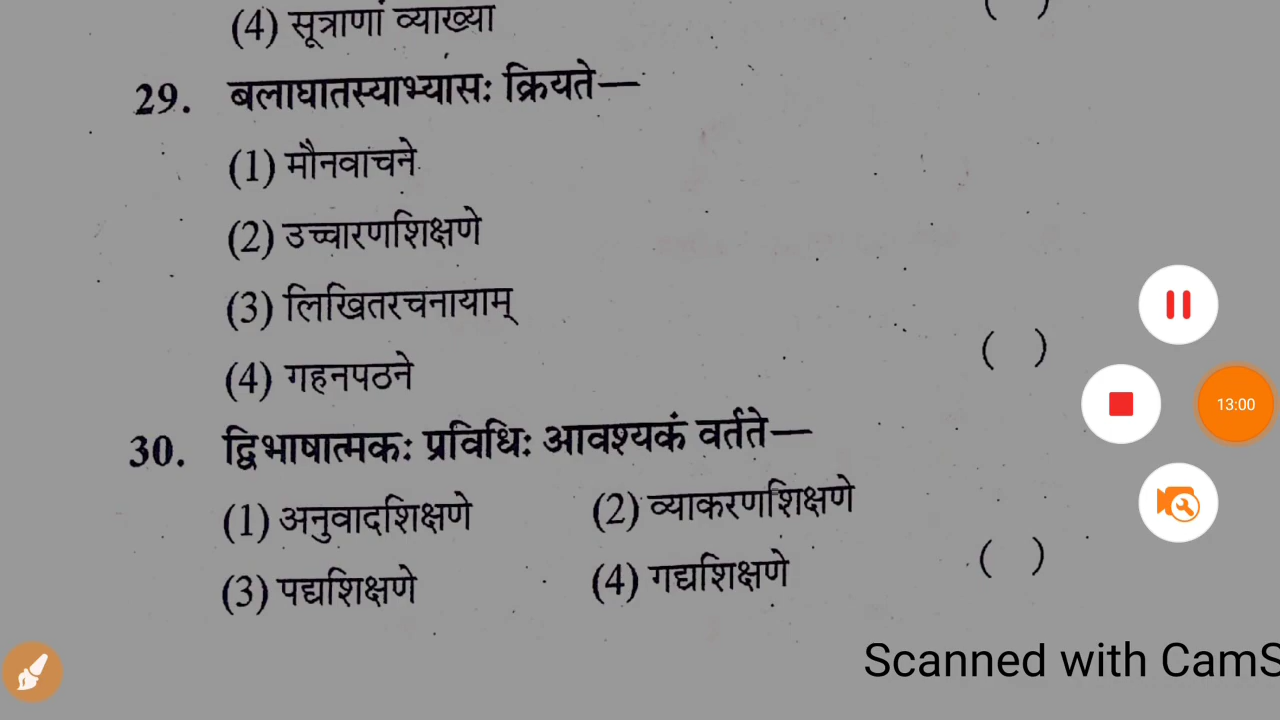 (4) सूत्राणां व्याख्या ( )
29. बलाघातस्याभ्यासः क्रियते—
(1) मौनवाचने
(2) उच्चारणशिक्षणे
(3) लिखितरचनायाम्
(4) गहनपठने ( )
30. द्विभाषात्मकः प्रविधिः आवश्यकं वर्तते—
(1) अनुवादशिक्षणे (2) व्याकरणशिक्षणे
(3) पद्यशिक्षणे (4) गद्यशिक्षणे ( )
13:00
Scanned with CamS